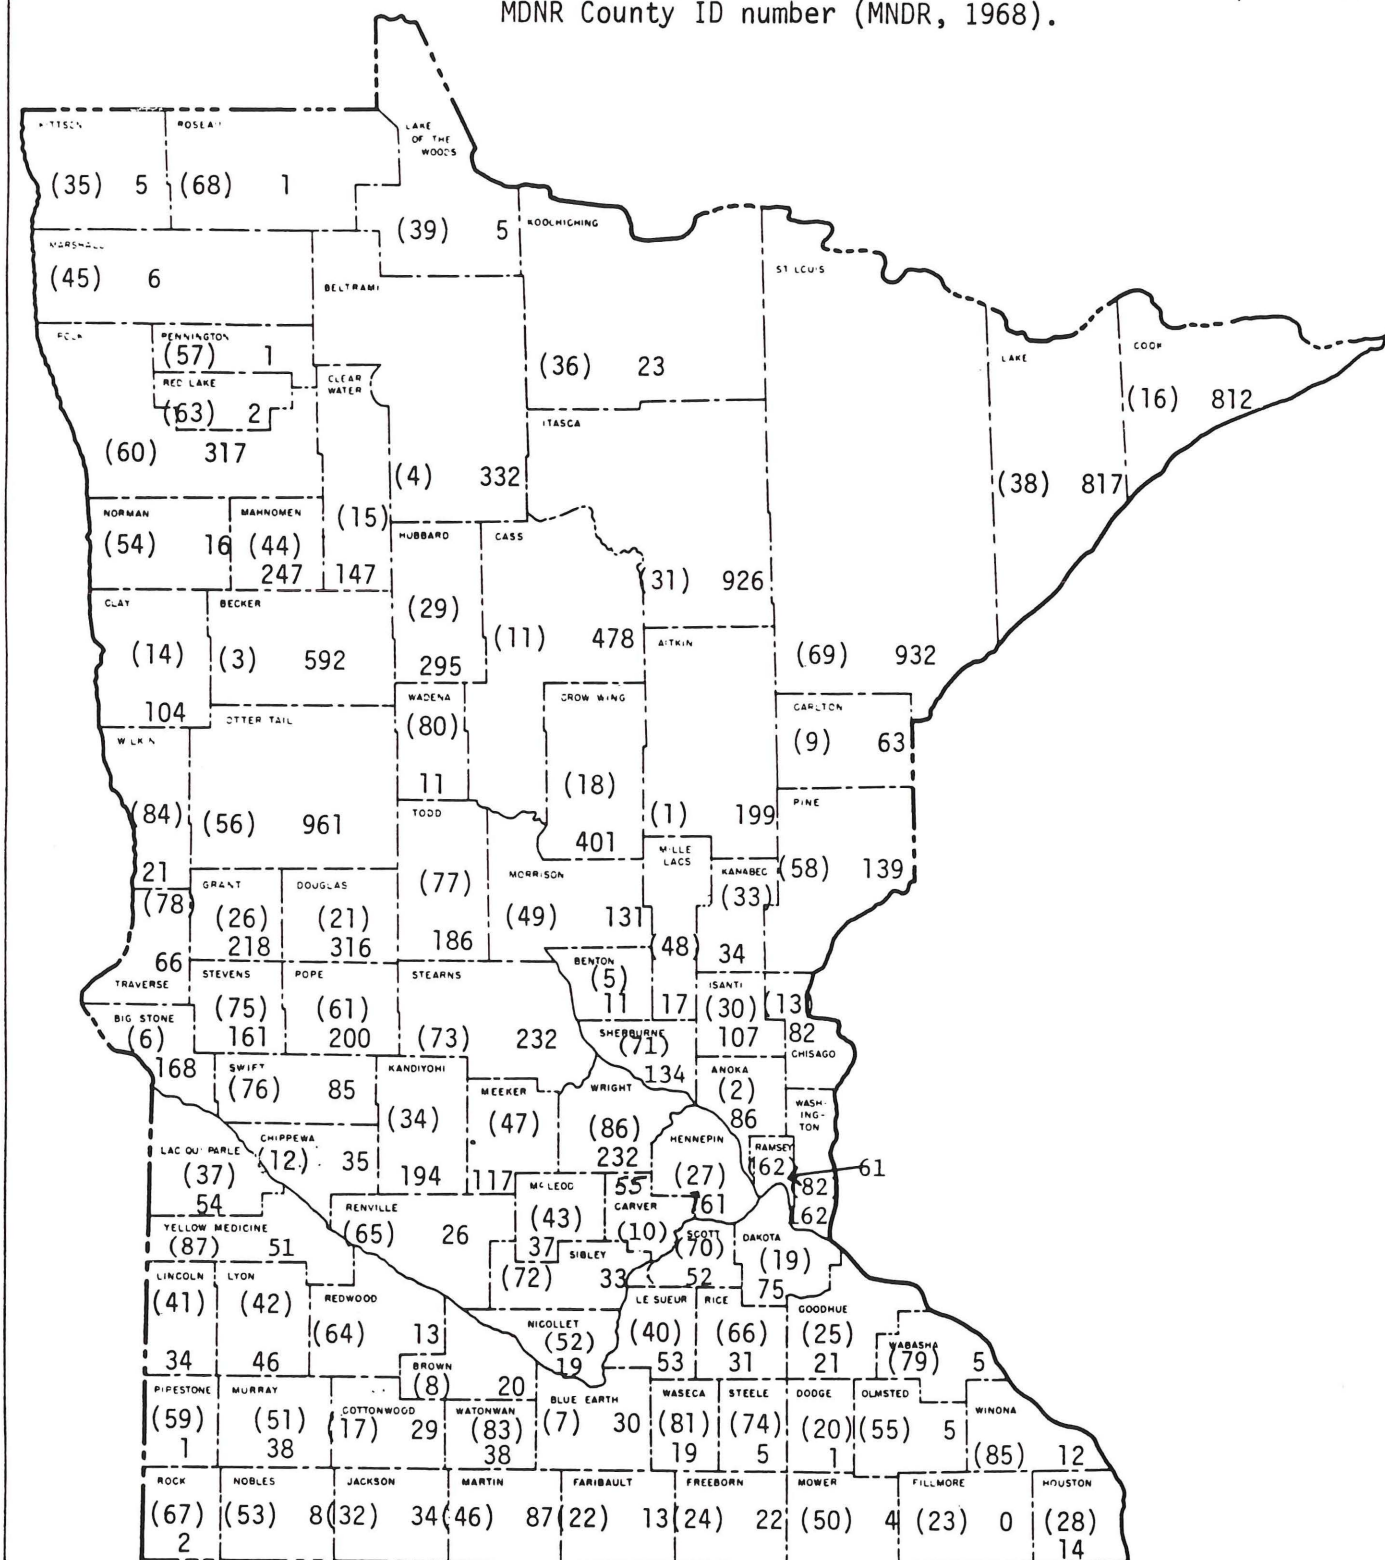 MDNR County ID number (MNDR, 1968).
KITTSON
(35) 5
ROSEAU
(68) 1
LAKE
OF THE
WOODS
(39) 5
KOOCHICHING
(36) 23
ST LOUIS
(69) 932
LAKE
(38) 817
COOK
(16) 812
MARSHALL
(45) 6
BELTRAMI
(4) 332
POLK
(60) 317
PENNINGTON
(57) 1
RED LAKE
(63) 2
CLEAR
WATER
(15)
147
ITASCA
(31) 926
NORMAN
(54) 16
MAHNOMEN
(44)
247
HUBBARD
(29)
295
CASS
(11) 478
CLAY
(14)
104
BECKER
(3) 592
AITKIN
(1) 199
WADENA
(80)
11
CROW WING
(18)
401
CARLTON
(9) 63
WILKIN
(84)
21
OTTER TAIL
(56) 961
TODD
(77)
186
PINE
(58) 139
MILLE
LACS
(48)
17
KANABEC
(33)
34
MORRISON
(49) 131
GRANT
(26)
218
DOUGLAS
(21)
316
(78)
66
TRAVERSE
STEVENS
(75)
161
POPE
(61)
200
STEARNS
(73) 232
BENTON
(5)
11
ISANTI
(30)
107
(13)
82
CHISAGO
BIG STONE
(6)
168
SHERBURNE
(71)
134
SWIFT
(76) 85
KANDIYOHI
(34)
194
MEEKER
(47)
117
WRIGHT
(86)
232
ANOKA
(2)
86
WASH-
ING-
TON
(82
162
HENNEPIN
(27)
61
RAMSEY
(62)
61
LAC QUI PARLE
(37)
54
CHIPPEWA
(12) 35
MCLEOD
(43)
37
55
CARVER
(10)
RENVILLE
(65) 26
YELLOW MEDICINE
(87) 51
SIBLEY
(72) 33
SCOTT
(70)
52
DAKOTA
(19)
75
LINCOLN
(41)
34
LYON
(42)
46
REDWOOD
(64) 13
NICOLLET
(52)
19
LE SUEUR
(40)
53
RICE
(66)
31
GOODHUE
(25)
21
WABASHA
(79) 5
BROWN
(8) 20
PIPESTONE
(59)
1
MURRAY
(51)
38
COTTONWOOD
(17) 29
WATONWAN
(83)
38
BLUE EARTH
(7) 30
WASECA
(81)
19
STEELE
(74)
5
DODGE
(20)
1
OLMSTED
(55) 5
WINONA
(85) 12
ROCK
(67)
2
NOBLES
(53) 8
JACKSON
(32) 34
MARTIN
(46) 87
FARIBAULT
(22) 13
FREEBORN
(24) 22
MOWER
(50) 4
FILLMORE
(23) 0
HOUSTON
(28)
14